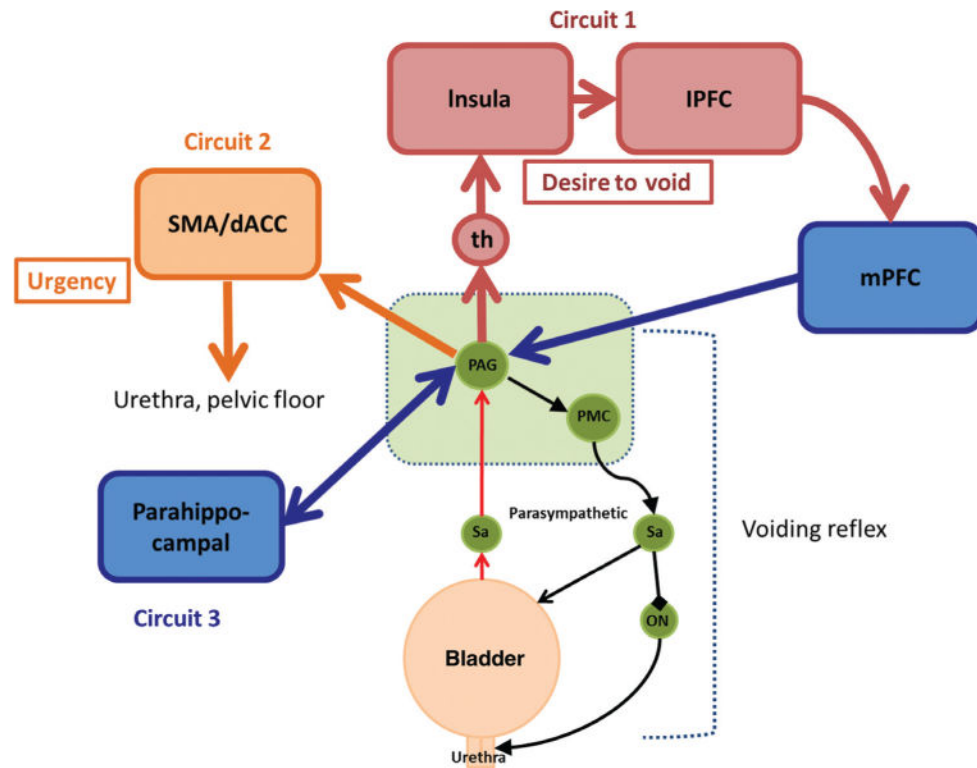 Circuit 1
Insula
lPFC
Circuit 2
Desire to void
SMA/dACC
th
mPFC
Urgency
PAG
Urethra, pelvic floor
PMC
Parahippo-
campal
Parasympathetic
Sa
Sa
Voiding reflex
Circuit 3
ON
Bladder
Urethra